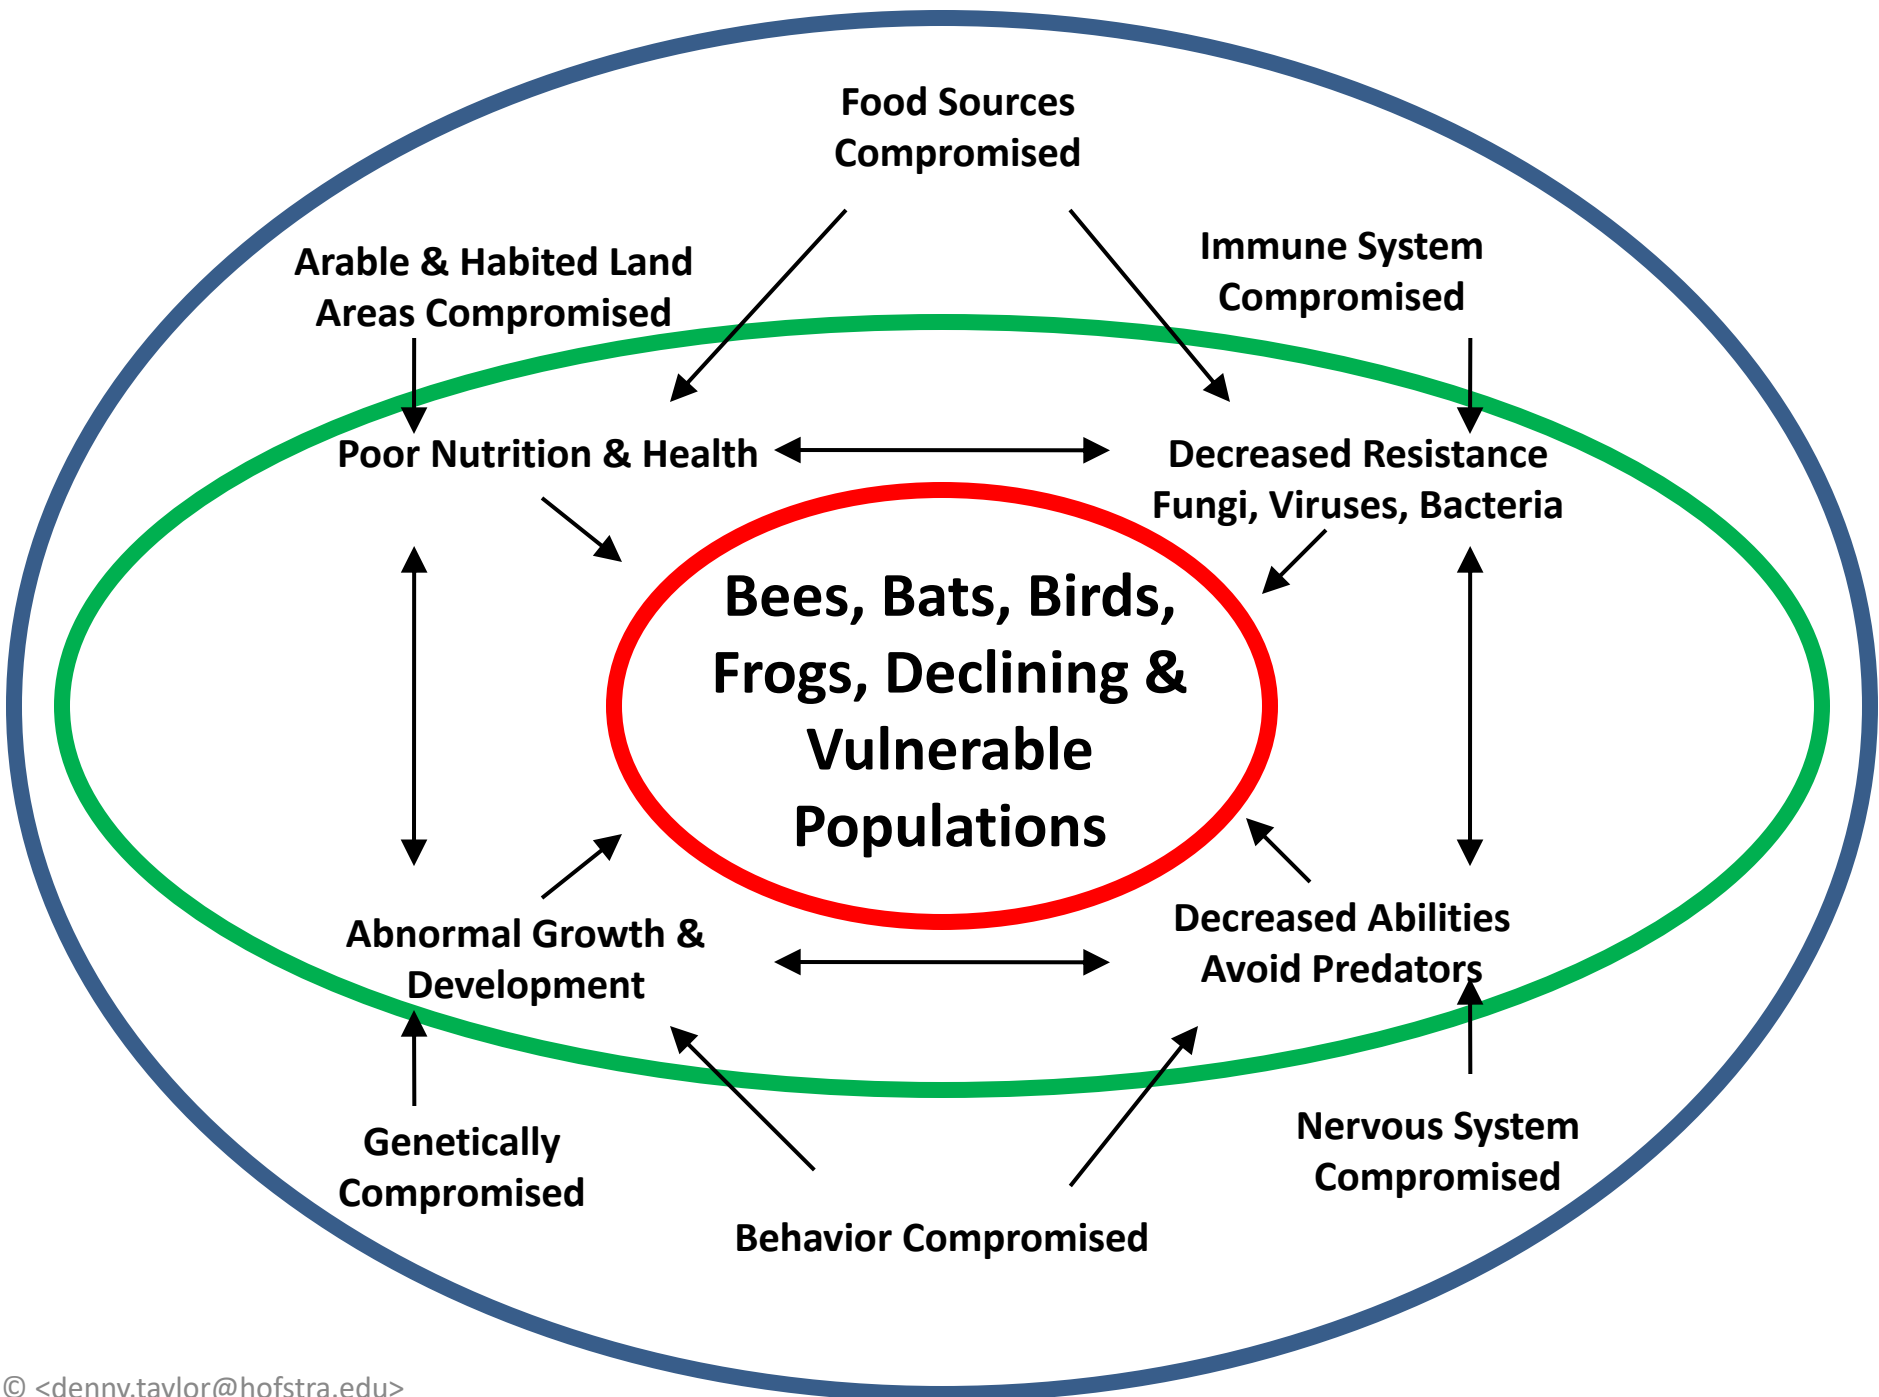 Food Sources
Compromised
Arable & Habited Land
Areas Compromised
Immune System
Compromised
Poor Nutrition & Health
Decreased Resistance
Fungi, Viruses, Bacteria
Bees, Bats, Birds,
Frogs, Declining &
Vulnerable
Populations
Abnormal Growth &
Development
Decreased Abilities
Avoid Predators
Genetically
Compromised
Nervous System
Compromised
Behavior Compromised
© <denny.taylor@hofstra.edu>